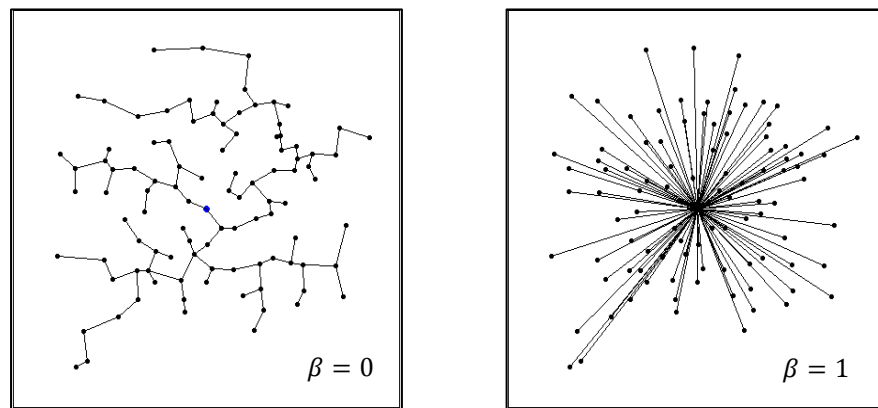 β = 0
β = 1